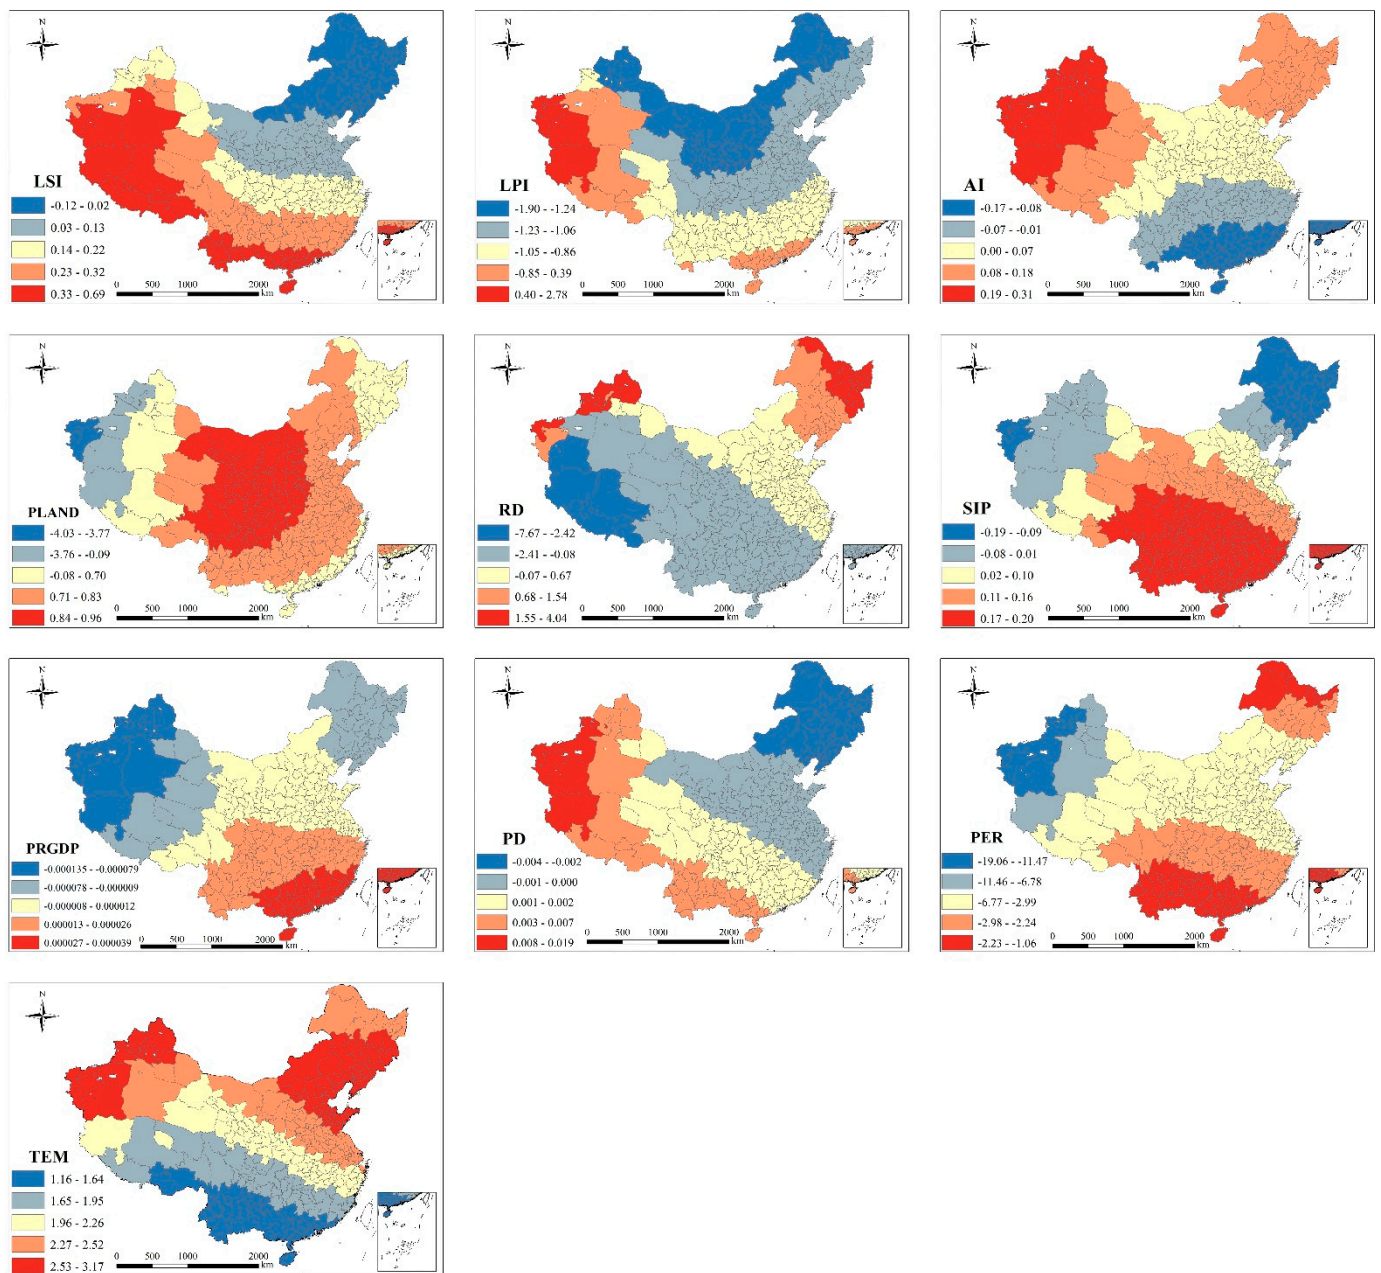 N
LSI
-0.12 - 0.02
0.03 - 0.13
0.14 - 0.22
0.23 - 0.32
0.33 - 0.69
0 500 1000 2000
km
N
LPI
-1.90 - -1.24
-1.23 - -1.06
-1.05 - -0.86
-0.85 - 0.39
0.40 - 2.78
0 500 1000 2000
km
N
AI
-0.17 - -0.08
-0.07 - -0.01
0.00 - 0.07
0.08 - 0.18
0.19 - 0.31
0 500 1000 2000
km
N
PLAND
-4.03 - -3.77
-3.76 - -0.09
-0.08 - 0.70
0.71 - 0.83
0.84 - 0.96
0 500 1000 2000
km
N
RD
-7.67 - -2.42
-2.41 - -0.08
-0.07 - 0.67
0.68 - 1.54
1.55 - 4.04
0 500 1000 2000
km
N
SIP
-0.19 - -0.09
-0.08 - 0.01
0.02 - 0.10
0.11 - 0.16
0.17 - 0.20
0 500 1000 2000
km
N
PRGDP
-0.000135 - -0.000079
-0.000078 - -0.000009
-0.000008 - 0.000012
0.000013 - 0.000026
0.000027 - 0.000039
0 500 1000 2000
km
N
PD
-0.004 - -0.002
-0.001 - 0.000
0.001 - 0.002
0.003 - 0.007
0.008 - 0.019
0 500 1000 2000
km
N
PER
-19.06 - -11.47
-11.46 - -6.78
-6.77 - -2.99
-2.98 - -2.24
-2.23 - -1.06
0 500 1000 2000
km
N
TEM
1.16 - 1.64
1.65 - 1.95
1.96 - 2.26
2.27 - 2.52
2.53 - 3.17
0 500 1000 2000
km